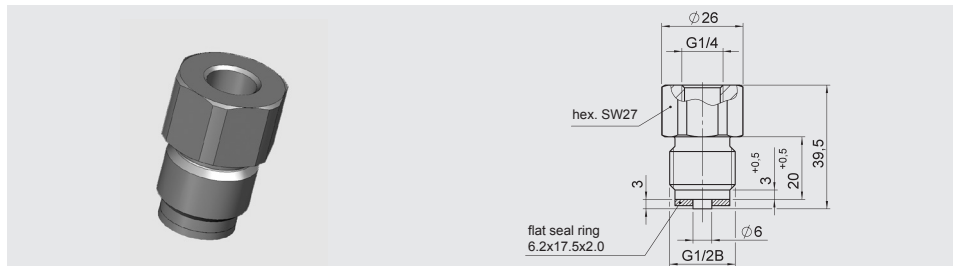 ∅26
G1/4
hex. SW27
3
3 +0,5
20 +0,5
39,5
flat seal ring
6.2x17.5x2.0
∅6
G1/2B